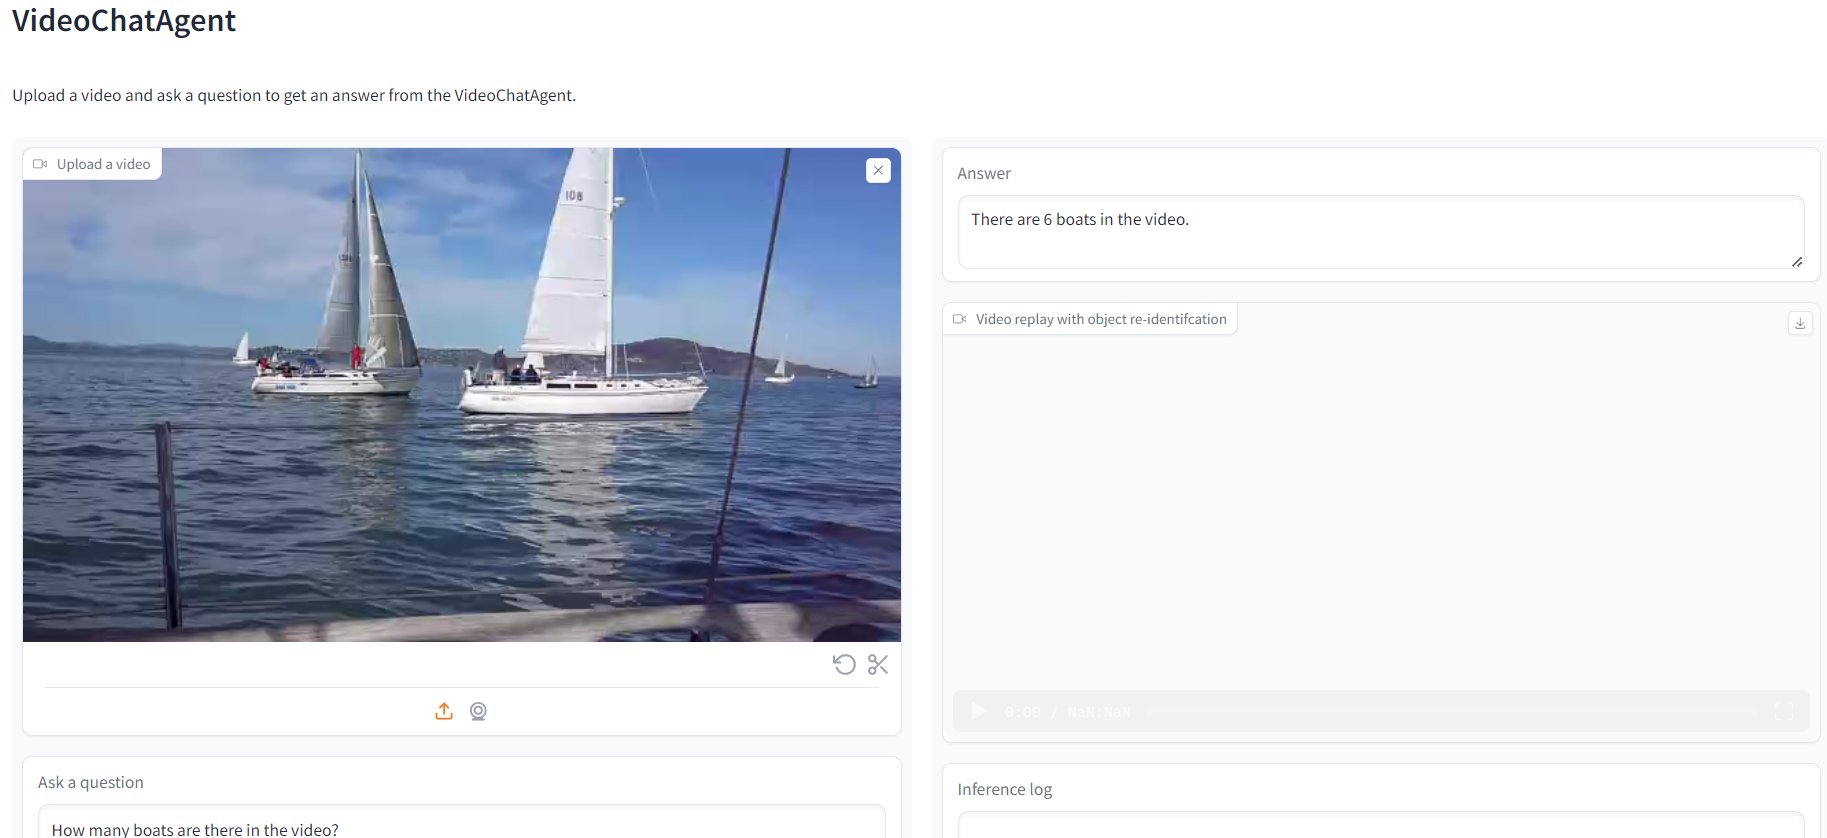 VideoChatAgent
Upload a video and ask a question to get an answer from the VideoChatAgent.
Upload a video
108
Ask a question
How many boats are there in the video?
Answer
There are 6 boats in the video.
Video replay with object re-identifcation
0:00 / NaN:NaN
Inference log